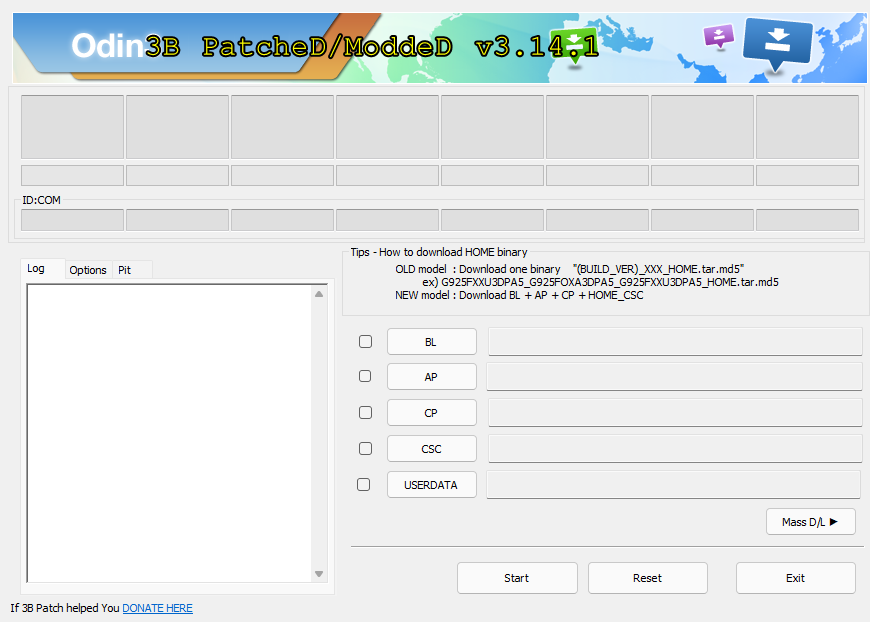 Odin3B PatcheD/ModdeD v3.14.1
ID:COM
Log Options Pit
Tips - How to download HOME binary
OLD model : Download one binary "(BUILD_VER)_XXX_HOME.tar.md5"
ex) G925FXXU3DPA5_G925FOXA3DPA5_G925FXXU3DPA5_HOME.tar.md5
NEW model : Download BL + AP + CP + HOME_CSC
BL
AP
CP
CSC
USERDATA
Mass D/L ►
Start Reset Exit
If 3B Patch helped You DONATE HERE